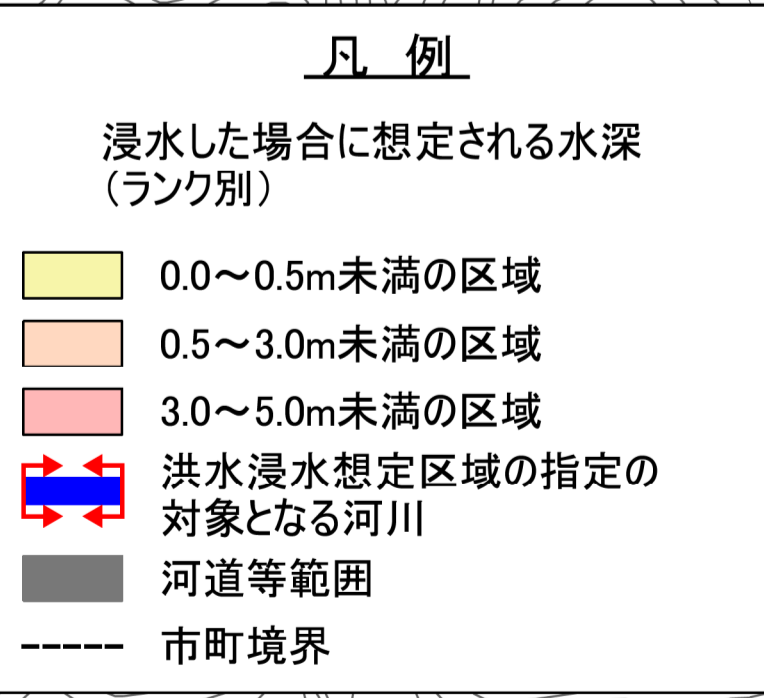 凡 例
浸水した場合に想定される水深
（ランク別）
0.0～0.5m未満の区域
0.5～3.0m未満の区域
3.0～5.0m未満の区域
洪水浸水想定区域の指定の
対象となる河川
河道等範囲
市町境界